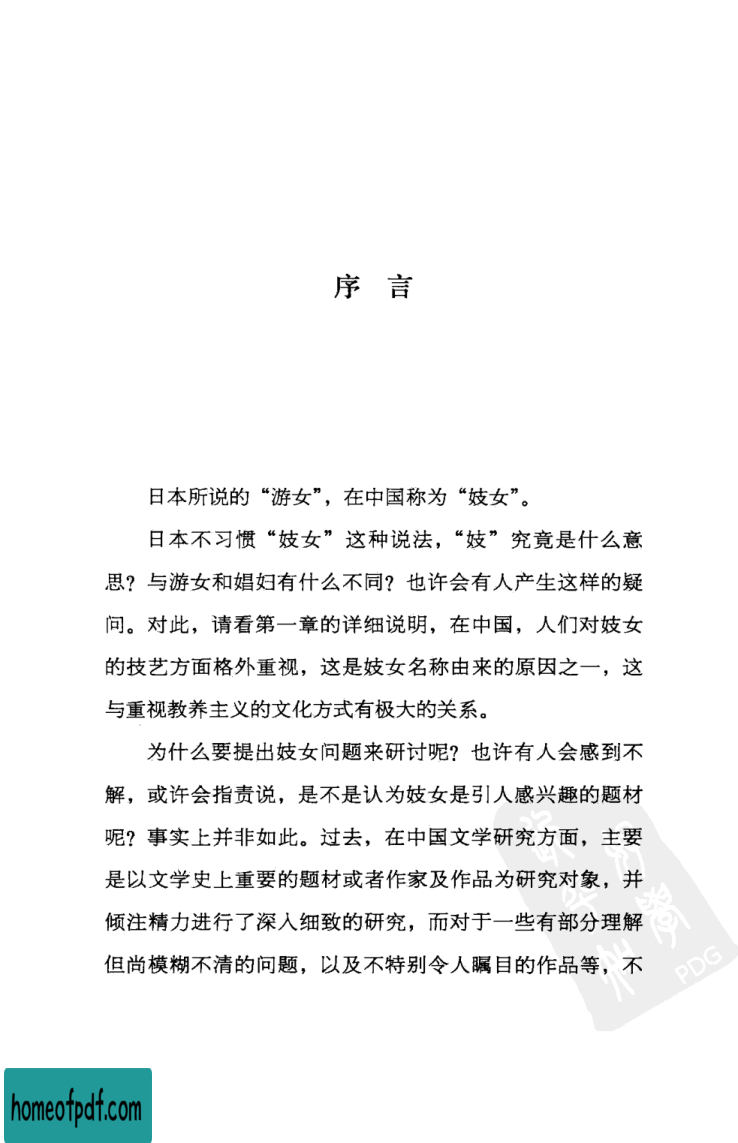 序 言
日本所说的“游女”，在中国称为“妓女”。
日本不习惯“妓女”这种说法，“妓”究竟是什么意
思？与游女和娼妇有什么不同？也许会有人产生这样的疑
问。对此，请看第一章的详细说明，在中国，人们对妓女
的技艺方面格外重视，这是妓女名称由来的原因之一，这
与重视教养主义的文化方式有极大的关系。
为什么要提出妓女问题来研讨呢？也许有人会感到不
解，或许会指责说，是不是认为妓女是引人感兴趣的题材
呢？事实上并非如此。过去，在中国文学研究方面，主要
是以文学史上重要的题材或者作家及作品为研究对象，并
倾注精力进行了深入细致的研究，而对于一些有部分理解
但尚模糊不清的问题，以及不特别令人瞩目的作品等，不
PDG
homeofpdf.com